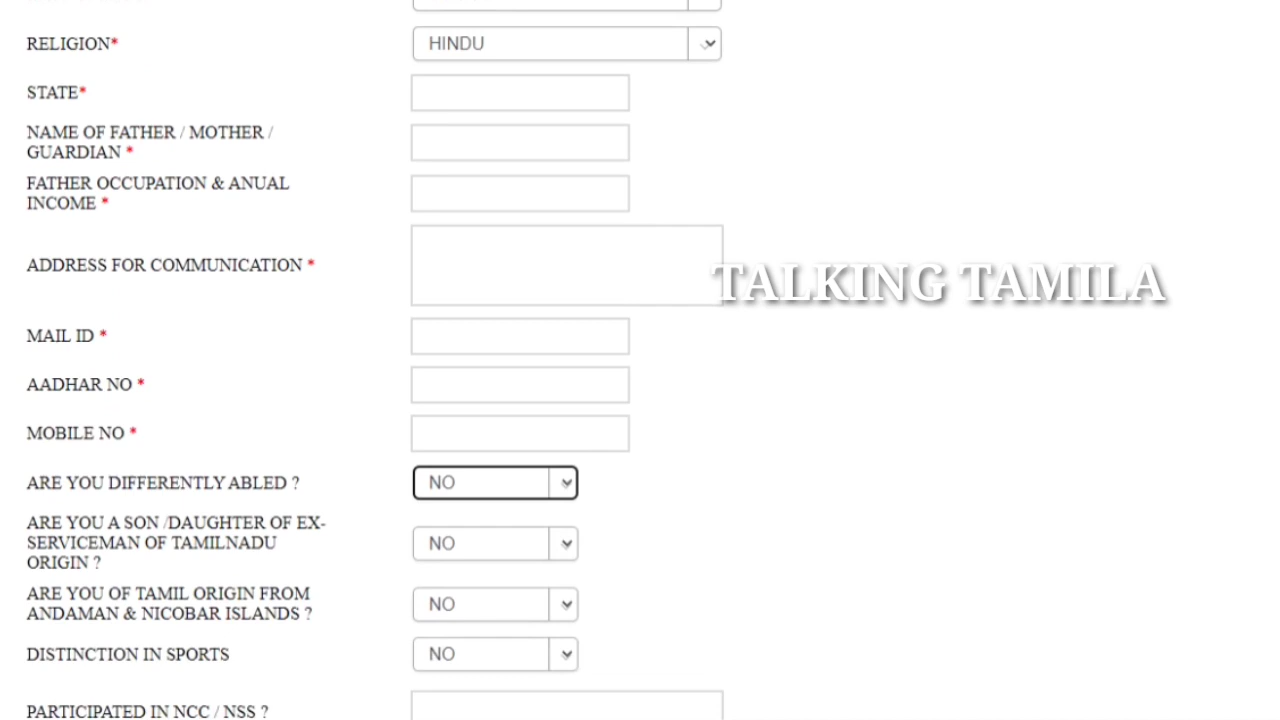 RELIGION* HINDU
STATE*
NAME OF FATHER / MOTHER /
GUARDIAN *
FATHER OCCUPATION & ANUAL
INCOME *
ADDRESS FOR COMMUNICATION *
TALKING TAMILA
MAIL ID *
AADHAR NO *
MOBILE NO *
ARE YOU DIFFERENTLY ABLED ? NO
ARE YOU A SON /DAUGHTER OF EX-
SERVICEMAN OF TAMILNADU NO
ORIGIN ?
ARE YOU OF TAMIL ORIGIN FROM
ANDAMAN & NICOBAR ISLANDS ? NO
DISTINCTION IN SPORTS NO
PARTICIPATED IN NCC / NSS ?